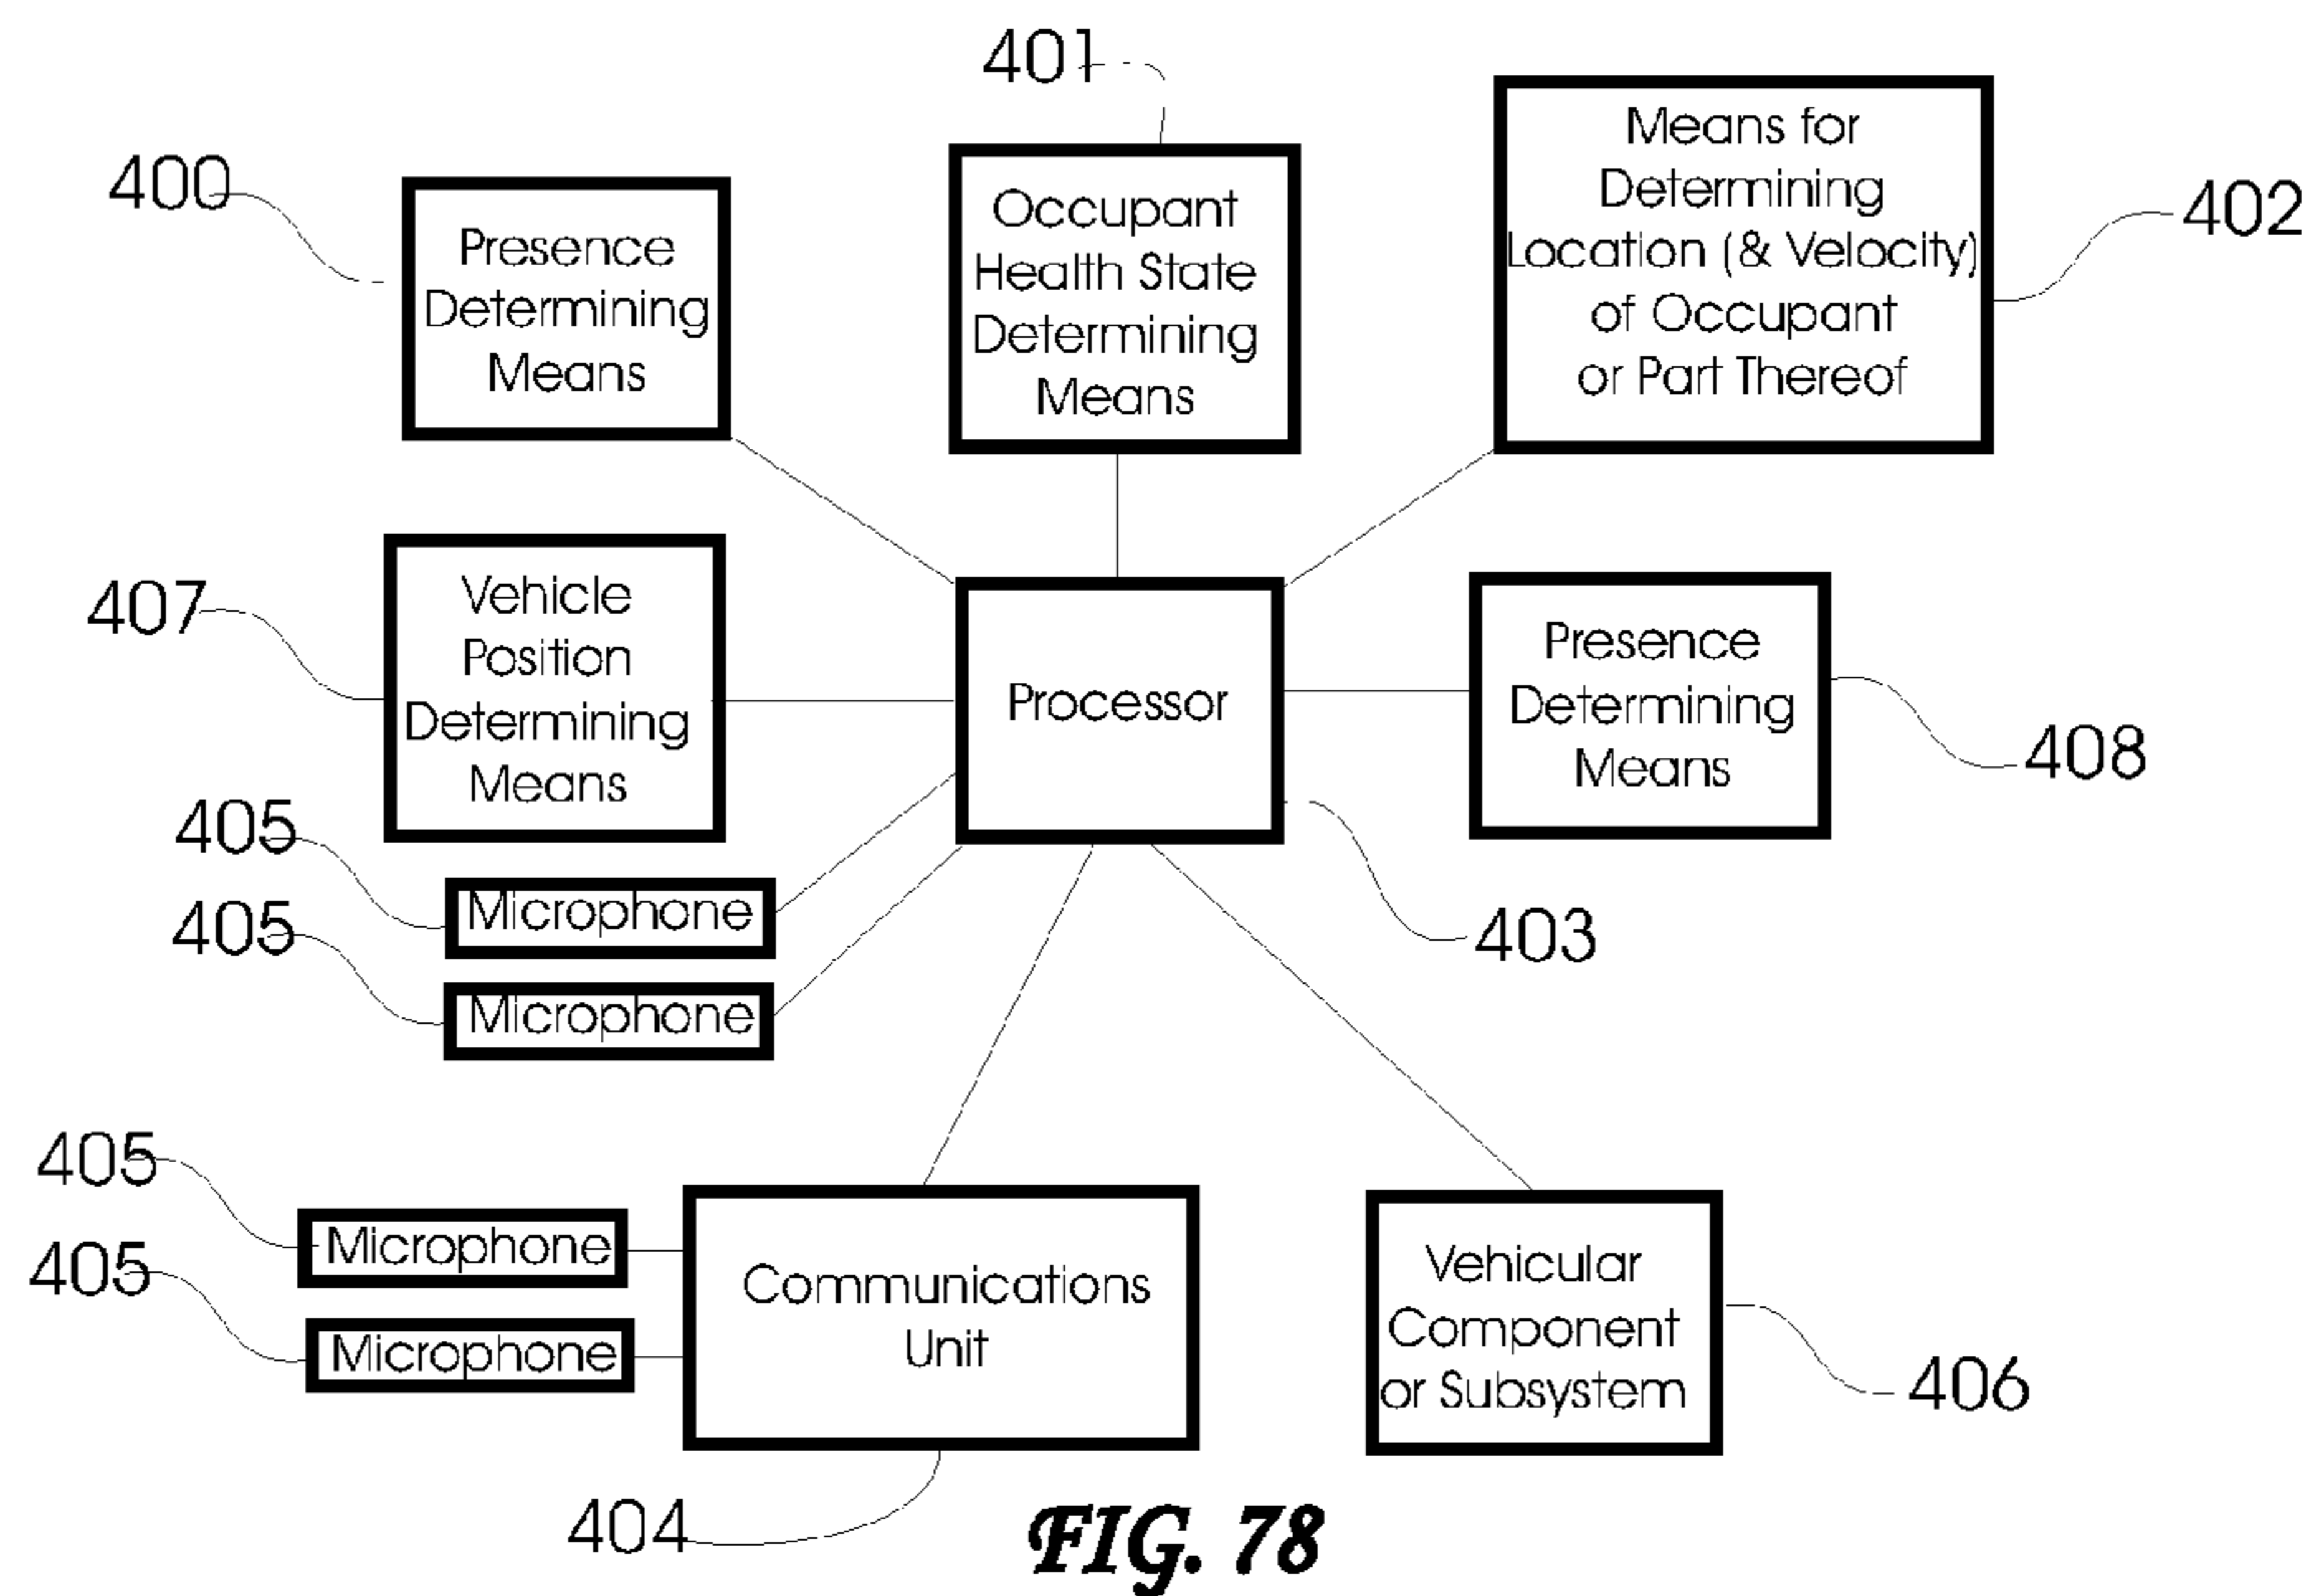 401
400
Presence
Determining
Means
Occupant
Health State
Determining
Means
Means for
Determining
Location (& Velocity)
of Occupant
or Part Thereof
402
407
Vehicle
Position
Determining
Means
Processor
Presence
Determining
Means
408
403
405
Microphone
405
Microphone
405
Microphone
405
Microphone
Communications
Unit
404
Vehicular
Component
or Subsystem
406
FIG. 78